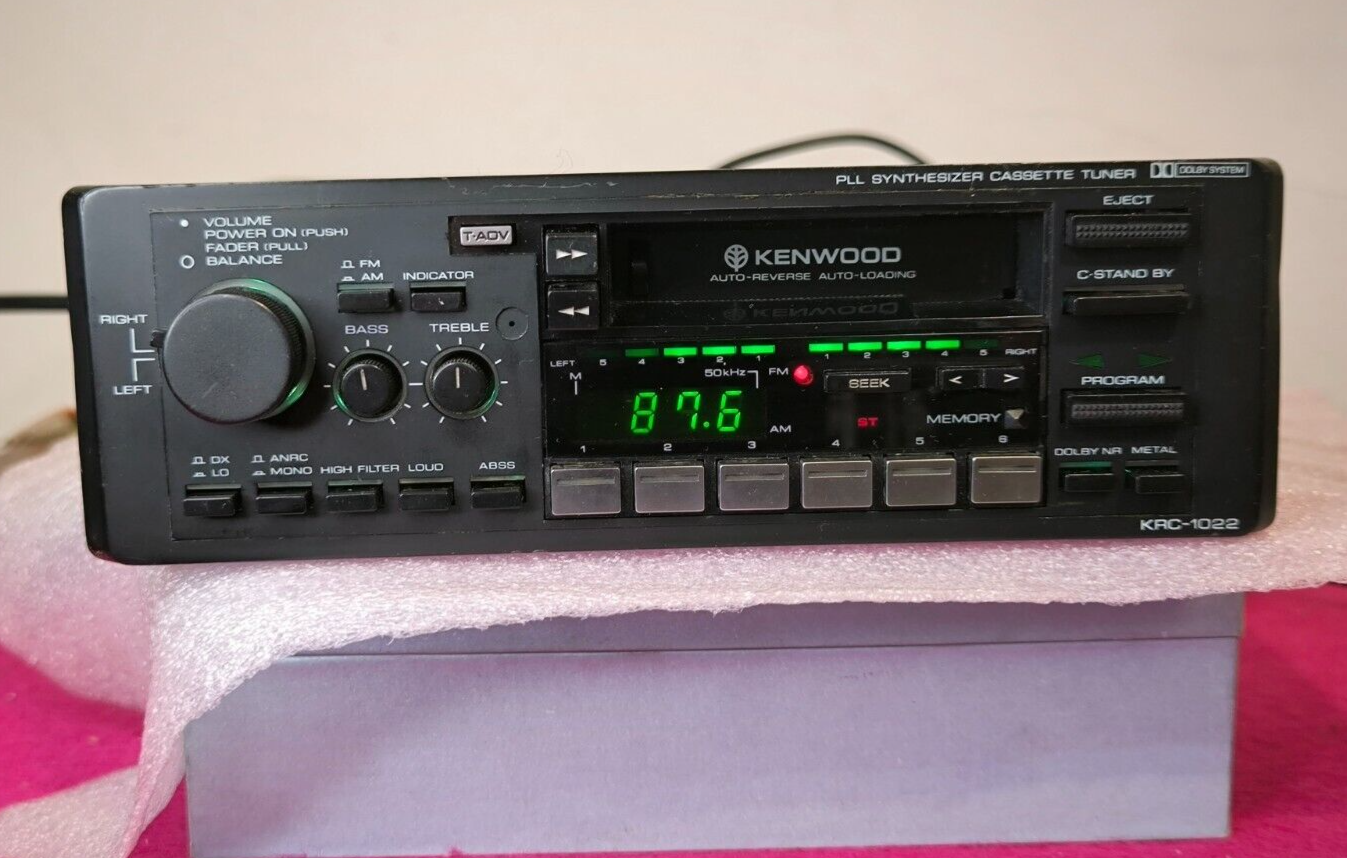 PLL SYNTHESIZER CASSETTE TUNER DOLBY SYSTEM
VOLUME
POWER ON (PUSH)
FADER (PULL)
BALANCE
T-ADV
EJECT
KENWOOD
AUTO-REVERSE AUTO-LOADING
FM
AM
INDICATOR
C-STAND BY
RIGHT
LEFT
BASS
TREBLE
LEFT 5 4 3 2 1 1 2 3 4 5 RIGHT
M
50kHz
FM
SEEK
< >
PROGRAM
87.6
AM
ST
MEMORY
1 2 3 4 5 6
DX
LO
ANRC
MONO
HIGH FILTER
LOUD
ABSS
DOLBY NR
METAL
KRC-1022